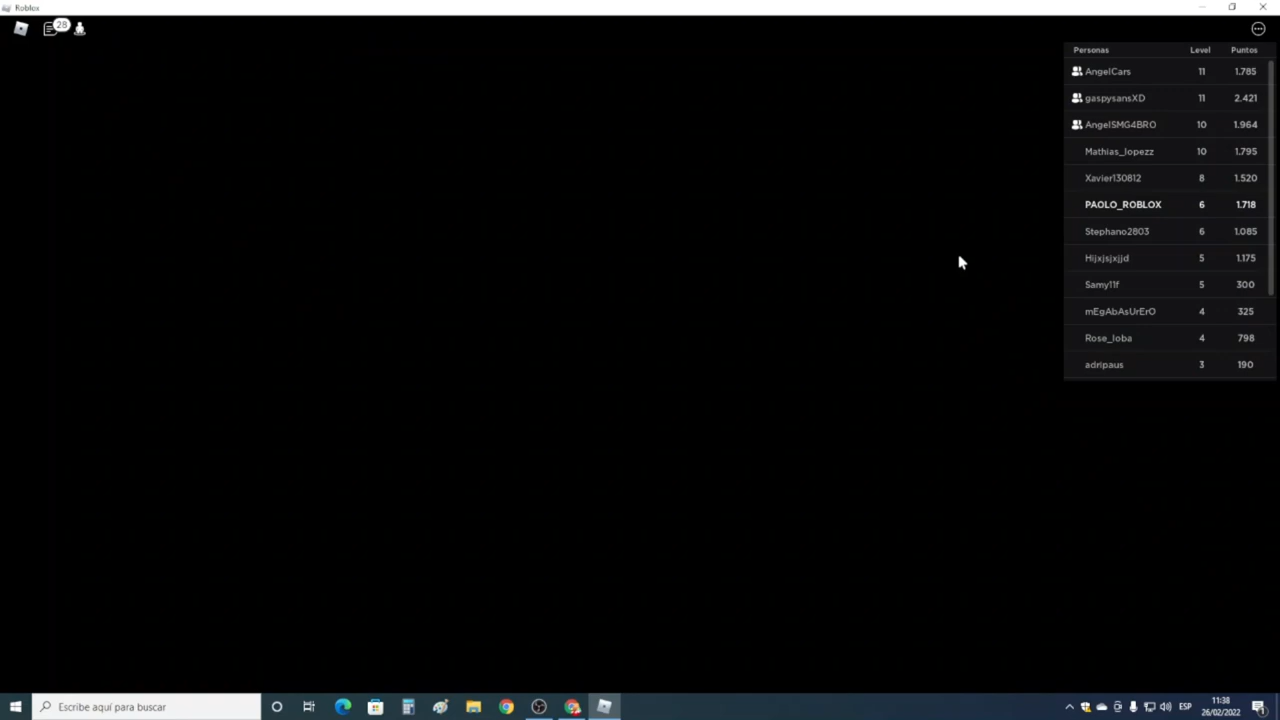 Roblox
28
Personas Level Puntos
AngelCars 11 1.785
gaspysansXD 11 2.421
AngelSMG4BRO 10 1.964
Mathias_lopezz 10 1.795
Xavier130812 8 1.520
PAOLO_ROBLOX 6 1.718
Stephano2803 6 1.085
Hijxjsjxjjd 5 1.175
Samy11f 5 300
mEgAbAsUrErO 4 325
Rose_loba 4 798
adripaus 3 190
Escribe aquí para buscar
ESP
11:38
26/02/2022
1